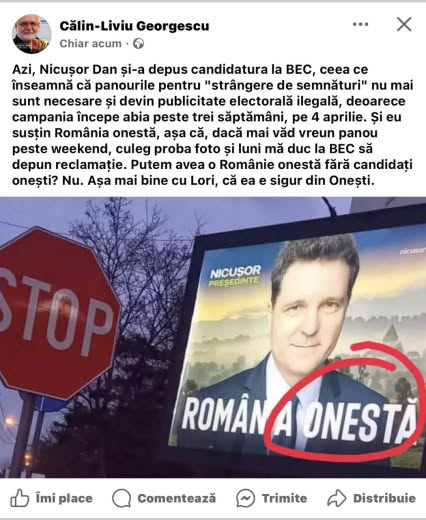 Călin-Liviu Georgescu
Chiar acum ·
Azi, Nicușor Dan și-a depus candidatura la BEC, ceea ce
înseamnă că panourile pentru "strângere de semnături" nu mai
sunt necesare și devin publicitate electorală ilegală, deoarece
campania începe abia peste trei săptămâni, pe 4 aprilie. Și eu
susțin România onestă, așa că, dacă mai văd vreun panou
peste weekend, culeg proba foto și luni mă duc la BEC să
depun reclamație. Putem avea o Românie onestă fără candidați
onești? Nu. Așa mai bine cu Lori, că ea e sigur din Onești.
STOP
nicușor
NICUȘOR
PREȘEDINTE
ROMÂNIA ONESTĂ
Îmi place
Comentează
Trimite
Distribuie